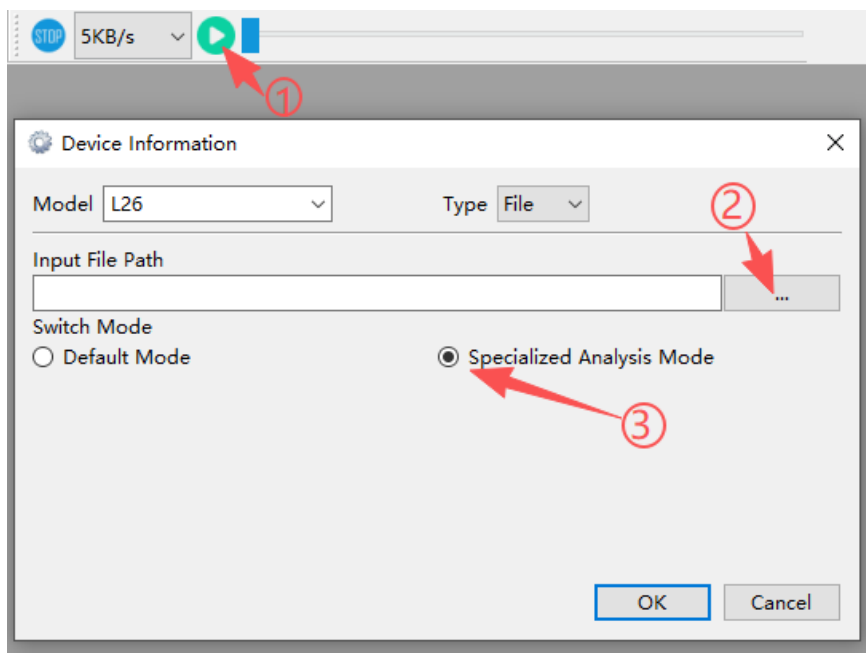 STOP 5KB/s
①
Device Information
Model L26 Type File
②
Input File Path
...
Switch Mode
Default Mode Specialized Analysis Mode
③
OK Cancel